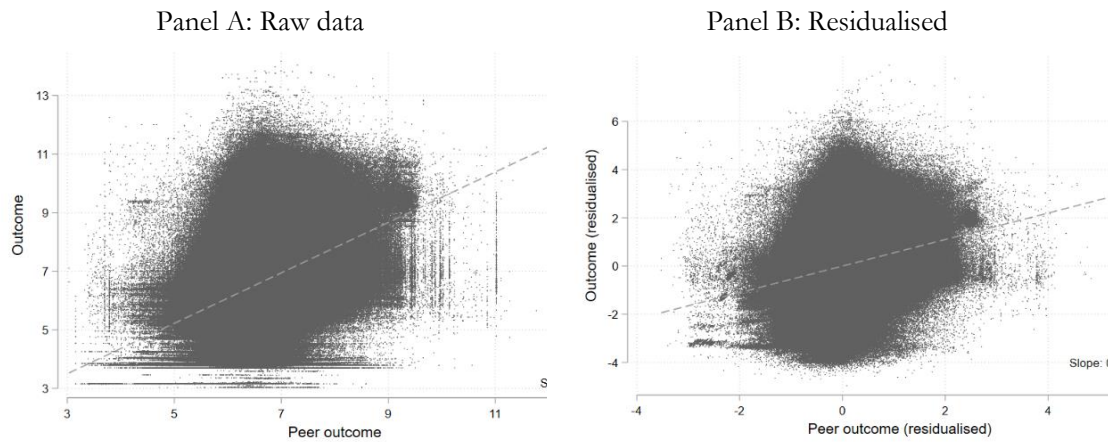 Panel A: Raw data
Panel B: Residualised
13
11
9
7
5
3
Outcome
3
5
7
9
11
Peer outcome
S
6
4
2
0
-2
-4
Outcome (residualised)
Slope: 0
-4
-2
0
2
4
Peer outcome (residualised)